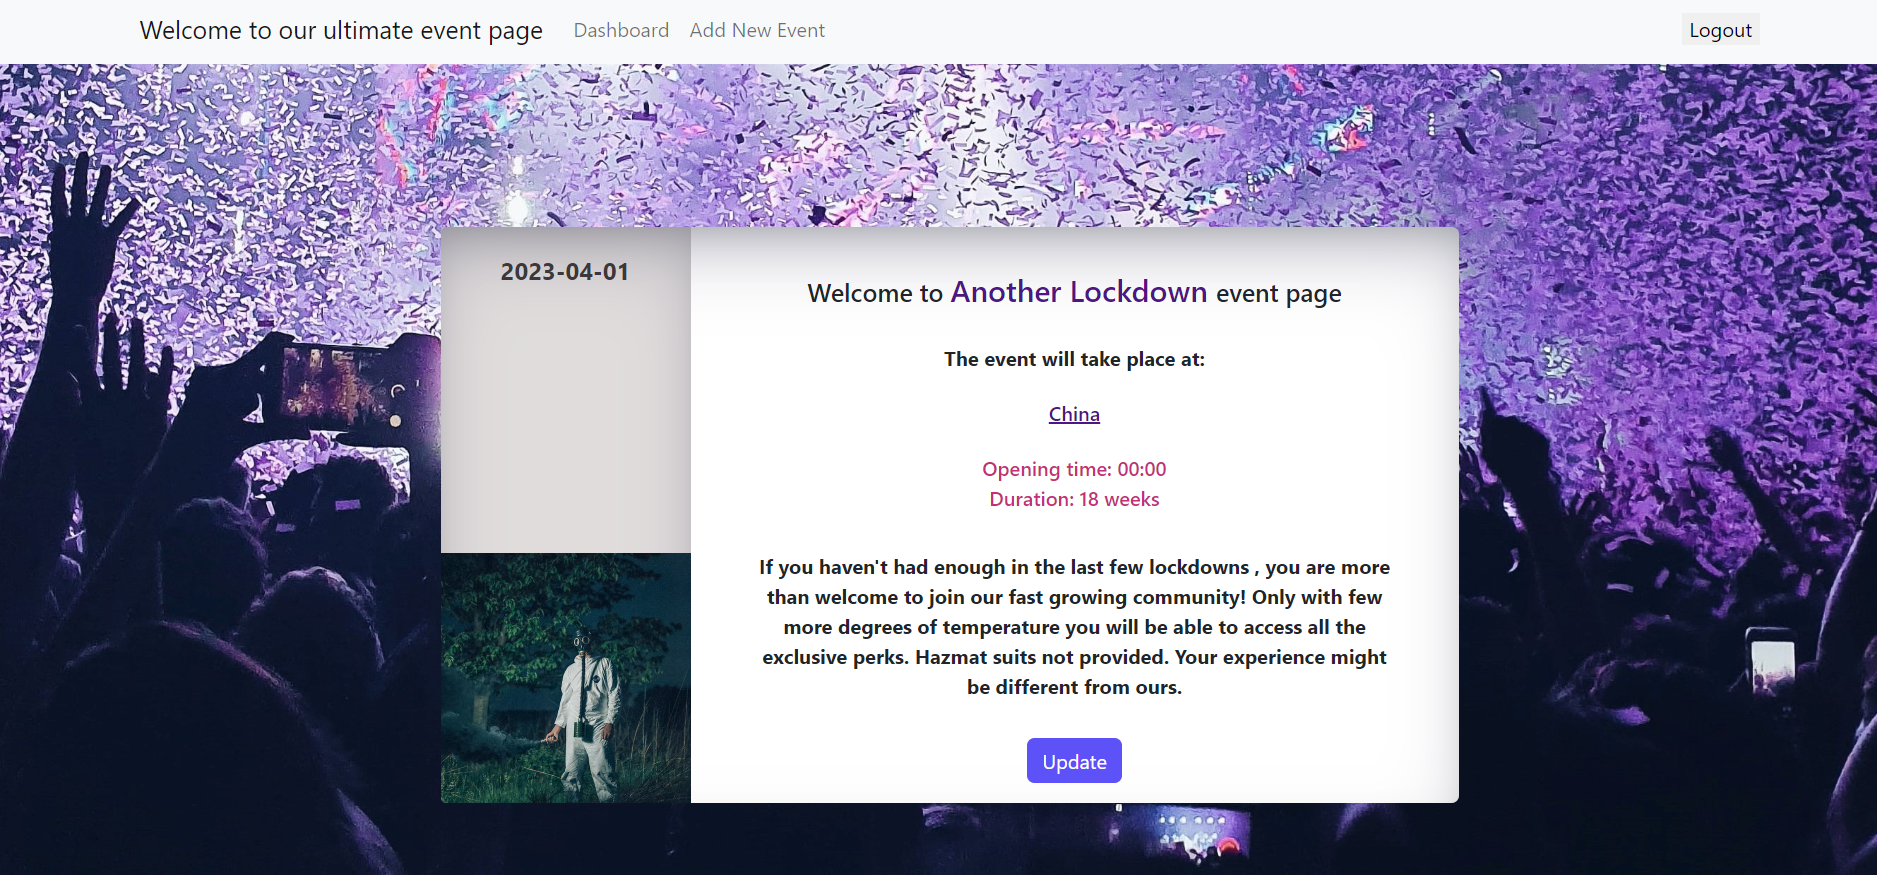 Welcome to our ultimate event page Dashboard Add New Event Logout
2023-04-01
Welcome to Another Lockdown event page
The event will take place at:
China
Opening time: 00:00
Duration: 18 weeks
If you haven't had enough in the last few lockdowns , you are more
than welcome to join our fast growing community! Only with few
more degrees of temperature you will be able to access all the
exclusive perks. Hazmat suits not provided. Your experience might
be different from ours.
Update